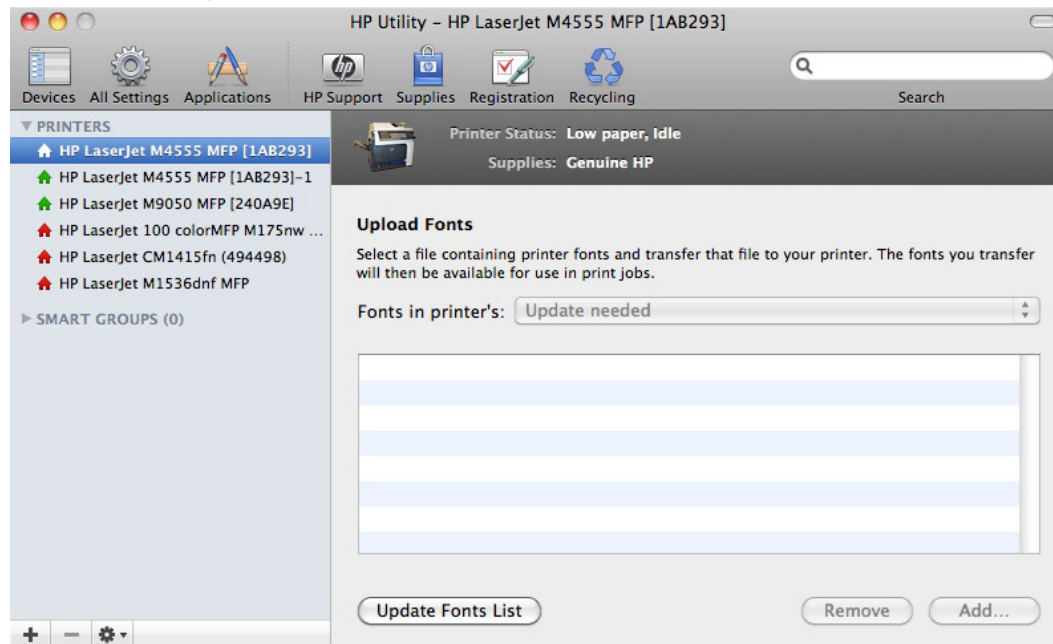 HP Utility – HP LaserJet M4555 MFP [1AB293]
Devices All Settings Applications HP Support Supplies Registration Recycling Search
PRINTERS
HP LaserJet M4555 MFP [1AB293]
HP LaserJet M4555 MFP [1AB293]-1
HP LaserJet M9050 MFP [240A9E]
HP LaserJet 100 colorMFP M175nw ...
HP LaserJet CM1415fn (494498)
HP LaserJet M1536dnf MFP
SMART GROUPS (0)
Printer Status: Low paper, Idle
Supplies: Genuine HP
Upload Fonts
Select a file containing printer fonts and transfer that file to your printer. The fonts you transfer
will then be available for use in print jobs.
Fonts in printer's: Update needed
Update Fonts List Remove Add...